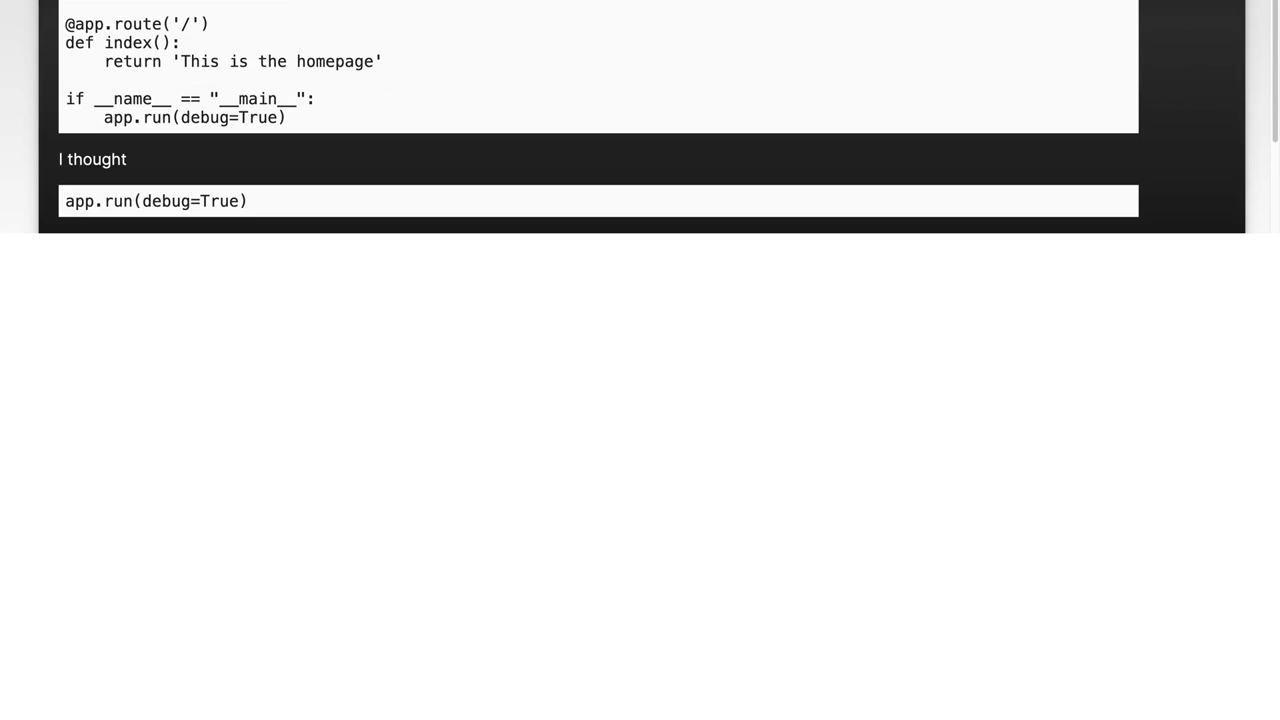 @app.route('/')
def index():
    return 'This is the homepage'
if __name__ == "__main__":
    app.run(debug=True)
I thought
app.run(debug=True)